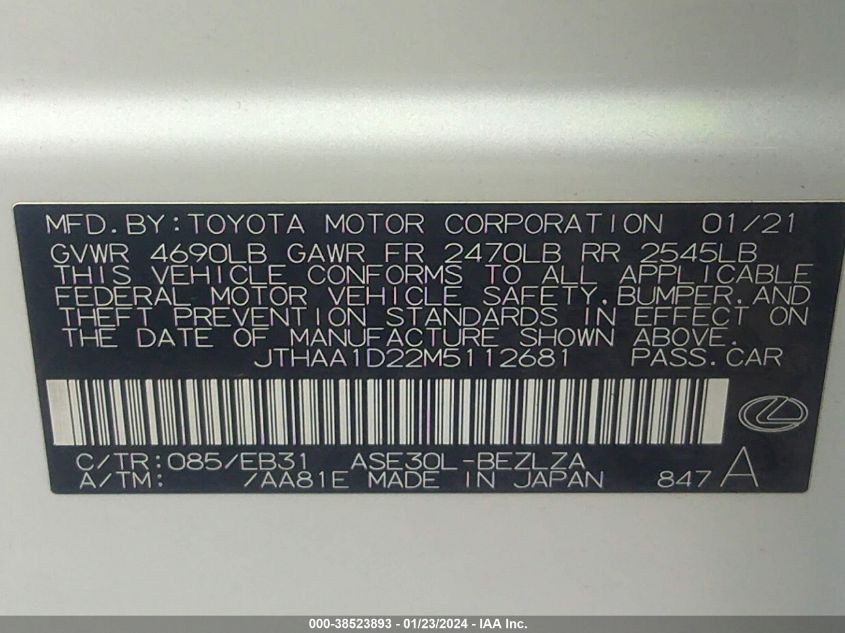 MFD.BY:TOYOTA MOTOR CORPORATION 01/21
GVWR 4690LB GAWR FR 2470LB RR 2545LB
THIS VEHICLE CONFORMS TO ALL APPLICABLE
FEDERAL MOTOR VEHICLE SAFETY.BUMPER.AND
THEFT PREVENTION STANDARDS IN EFFECT ON
THE DATE OF MANUFACTURE SHOWN ABOVE.
JTHAA1D22M5112681 PASS.CAR
C/TR:085/EB31 ASE30L-BEZLZA
A/TM: /AA81E MADE IN JAPAN 847 A
000-38523893 - 01/23/2024 - IAA Inc.